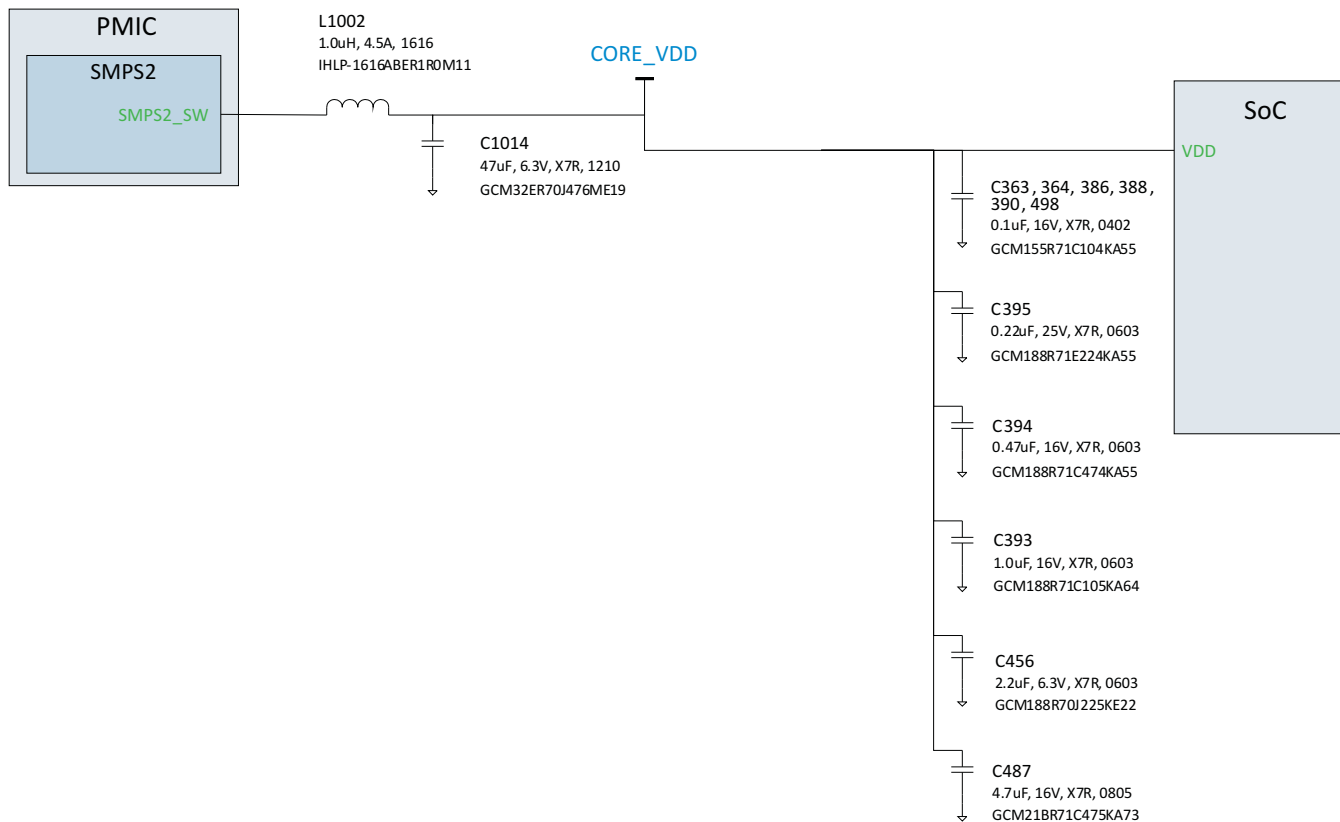 PMIC
SMPS2
SMPS2_SW
L1002
1.0uH, 4.5A, 1616
IHLP-1616ABER1R0M11
CORE_VDD
C1014
47uF, 6.3V, X7R, 1210
GCM32ER70J476ME19
SoC
VDD
C363, 364, 386, 388,
390, 498
0.1uF, 16V, X7R, 0402
GCM155R71C104KA55
C395
0.22uF, 25V, X7R, 0603
GCM188R71E224KA55
C394
0.47uF, 16V, X7R, 0603
GCM188R71C474KA55
C393
1.0uF, 16V, X7R, 0603
GCM188R71C105KA64
C456
2.2uF, 6.3V, X7R, 0603
GCM188R70J225KE22
C487
4.7uF, 16V, X7R, 0805
GCM21BR71C475KA73